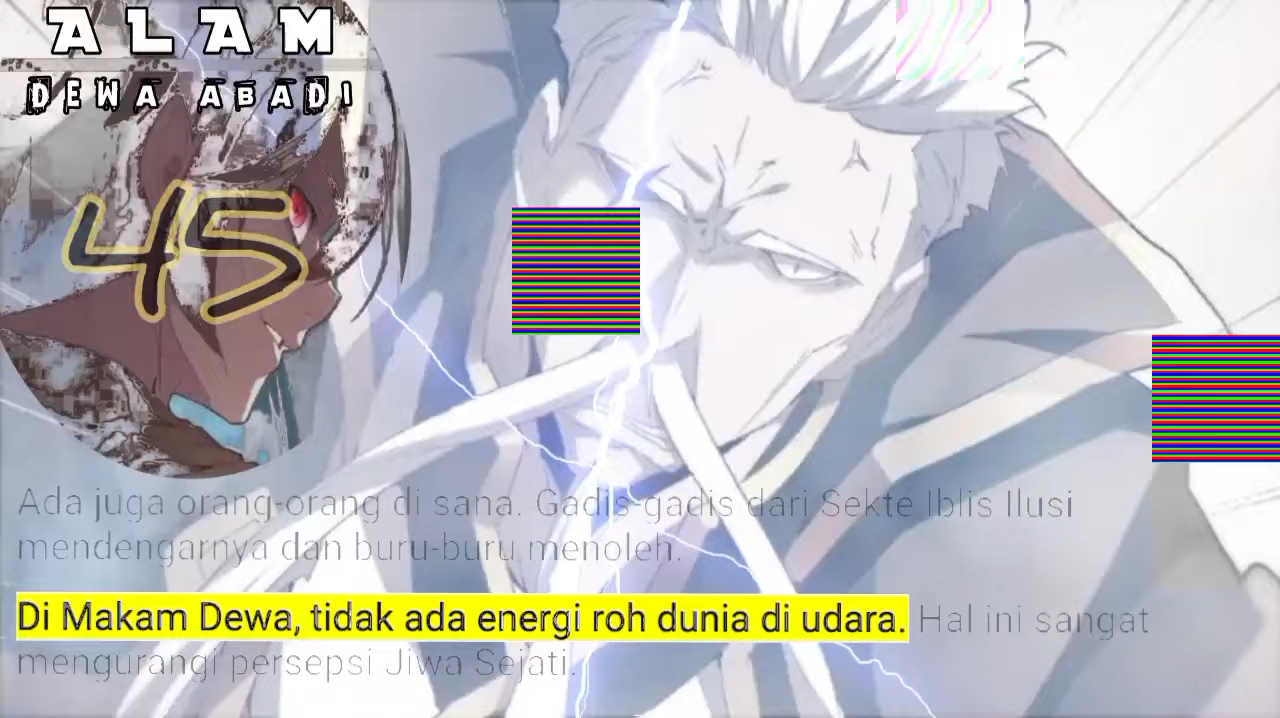 ALAM
DEWA ABADI
45
Ada juga orang-orang di sana. Gadis-gadis dari Sekte Iblis Ilusi
mendengarnya dan buru-buru menoleh.
Di Makam Dewa, tidak ada energi roh dunia di udara. Hal ini sangat
mengurangi persepsi Jiwa Sejati.